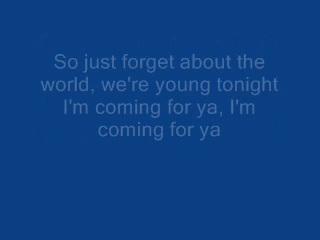 So just forget about the
world, we're young tonight
I'm coming for ya, I'm
coming for ya